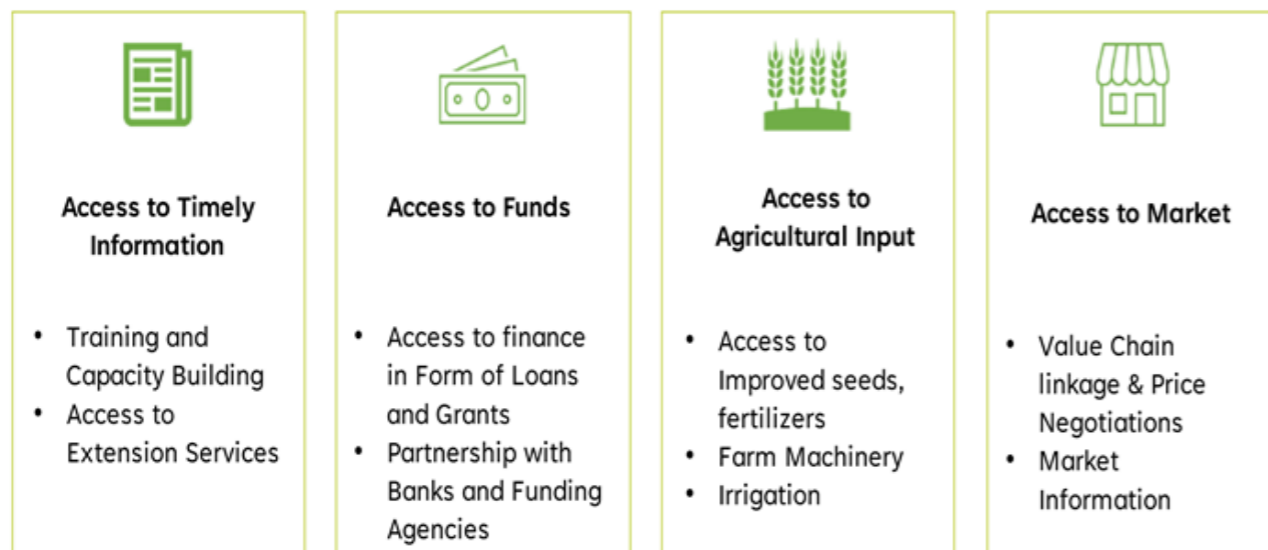 Access to Timely
Information
• Training and
Capacity Building
• Access to
Extension Services
Access to Funds
• Access to finance
in Form of Loans
and Grants
• Partnership with
Banks and Funding
Agencies
Access to
Agricultural Input
• Access to
Improved seeds,
fertilizers
• Farm Machinery
• Irrigation
Access to Market
• Value Chain
linkage & Price
Negotiations
• Market
Information